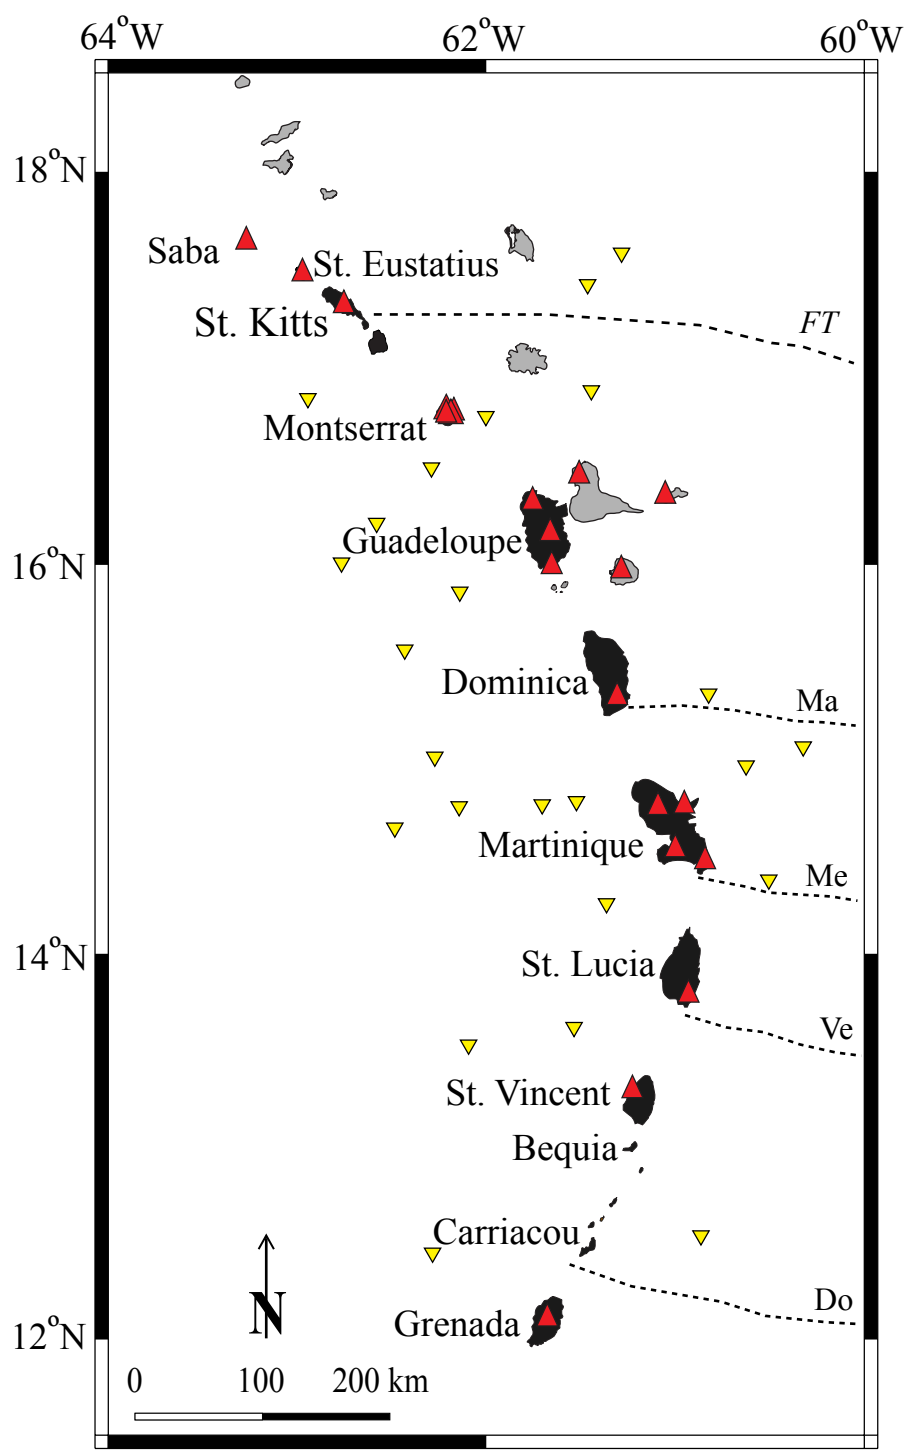 64°W 62°W 60°W
18°N
Saba
St. Eustatius
St. Kitts
FT
Montserrat
Guadeloupe
16°N
Dominica
Ma
Martinique
Me
14°N
St. Lucia
Ve
St. Vincent
Bequia
Carriacou
Do
N
Grenada
12°N
0 100 200 km